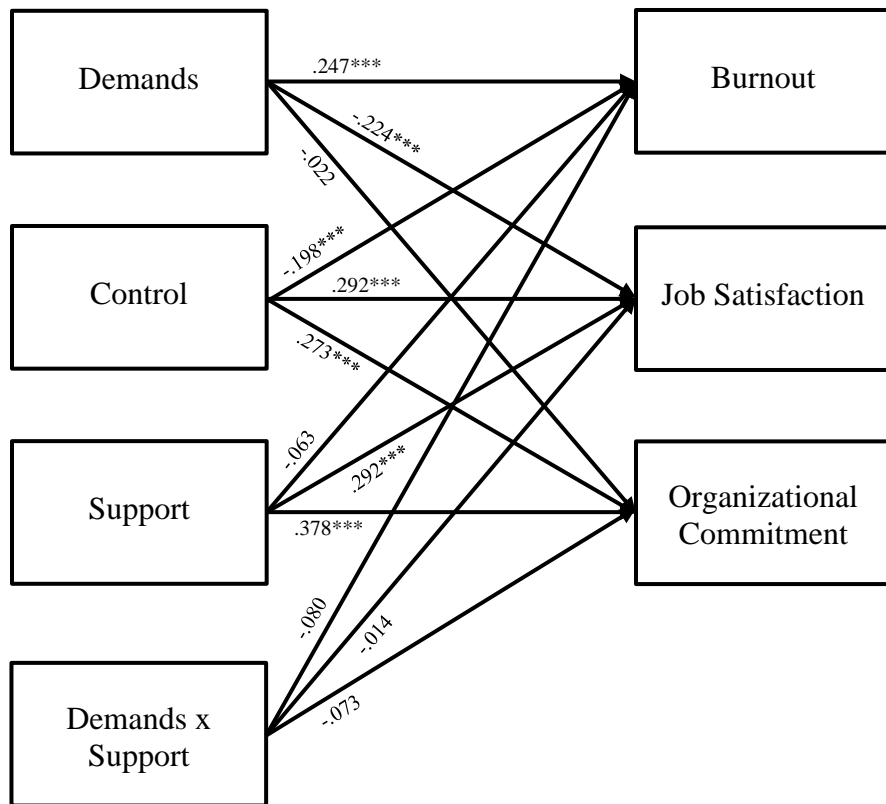 Demands
.247***
Burnout
-.224***
-.022
-.198***
Control
.292***
Job Satisfaction
.273***
-.063
.292***
Support
.378***
Organizational
Commitment
-.080
-.014
-.073
Demands x
Support